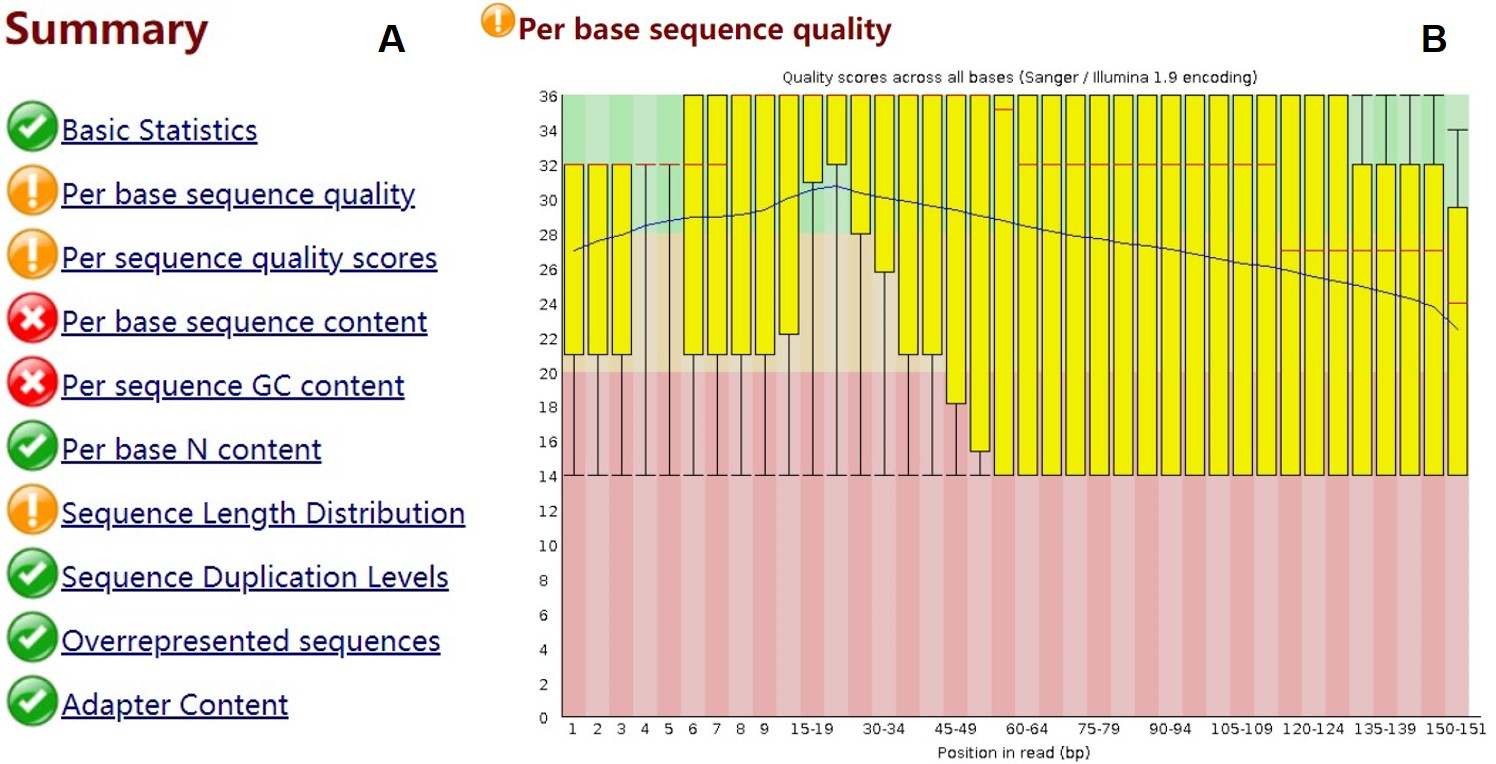 Summary
A
Basic Statistics
Per base sequence quality
Per sequence quality scores
Per base sequence content
Per sequence GC content
Per base N content
Sequence Length Distribution
Sequence Duplication Levels
Overrepresented sequences
Adapter Content
Per base sequence quality
B
Quality scores across all bases (Sanger / Illumina 1.9 encoding)
36
34
32
30
28
26
24
22
20
18
16
14
12
10
8
6
4
2
0
1 2 3 4 5 6 7 8 9 15-19 30-34 45-49 60-64 75-79 90-94 105-109 120-124 135-139 150-151
Position in read (bp)